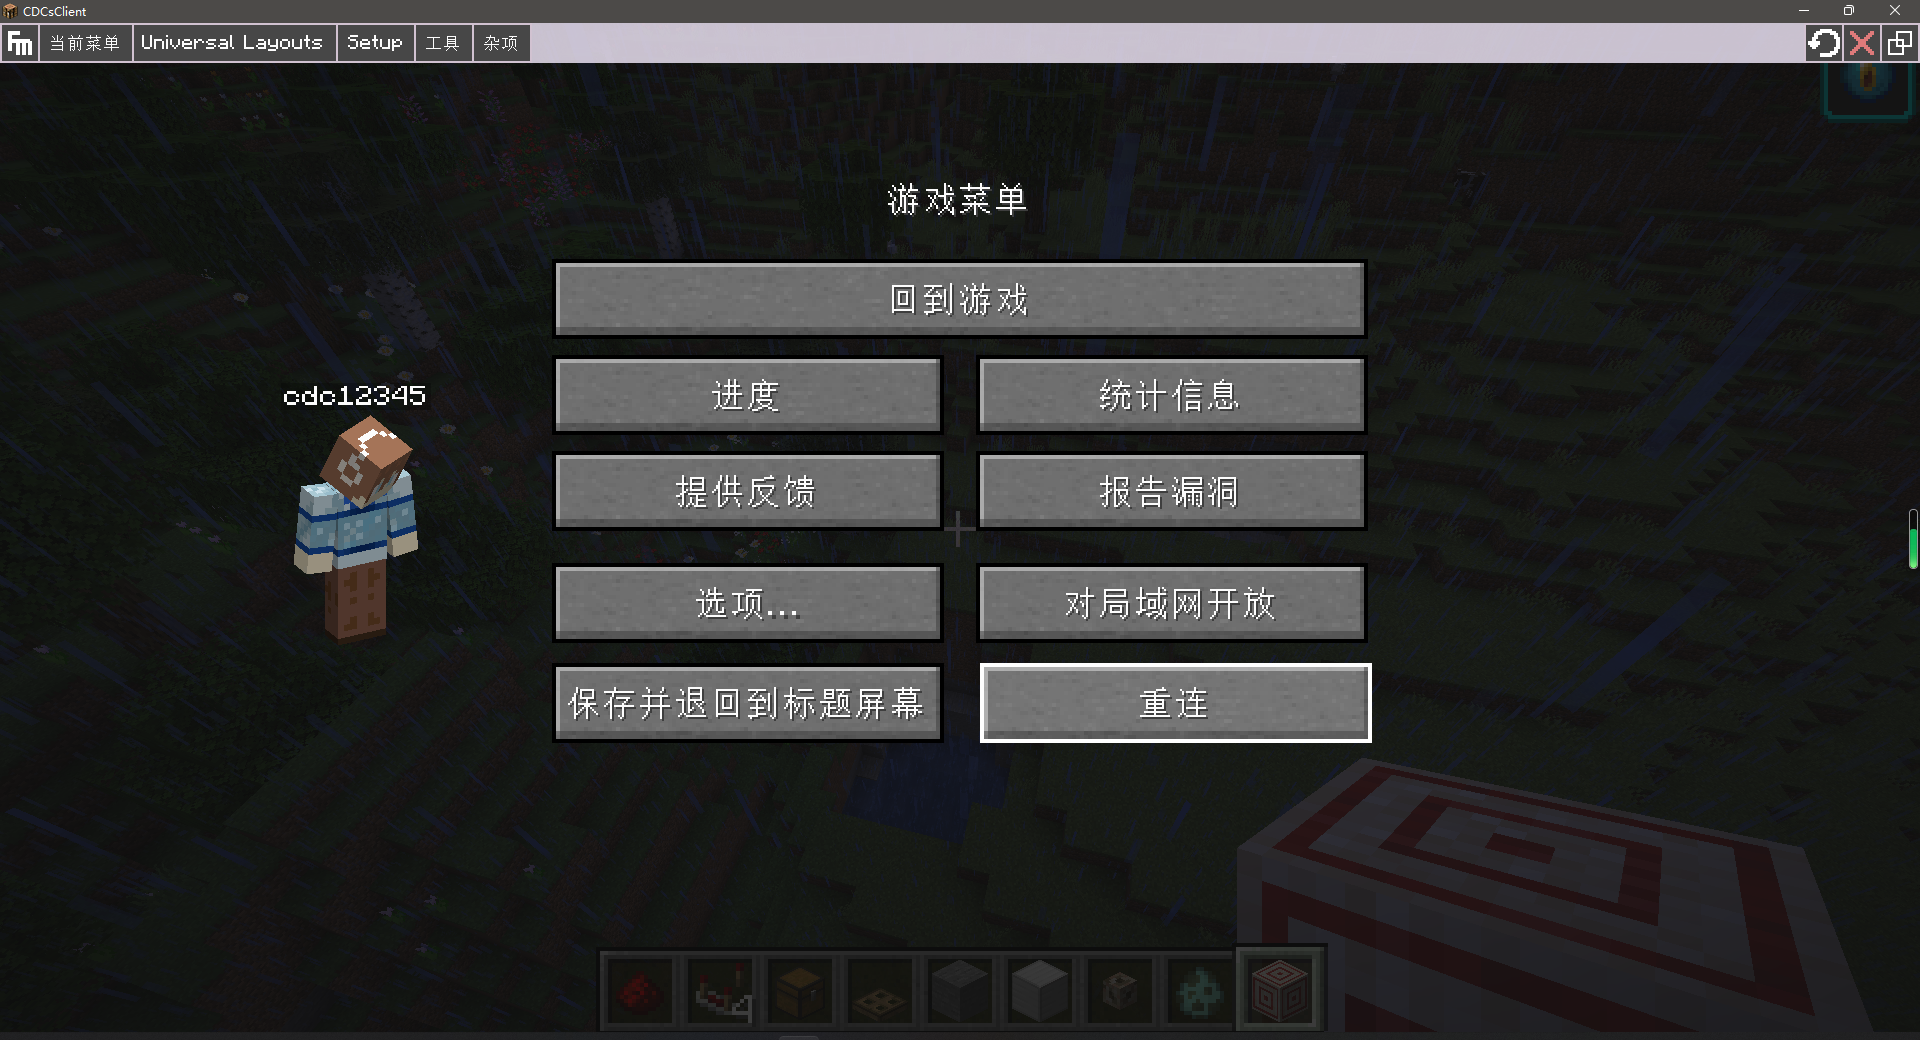 CDCsClient
Fm 当前菜单 Universal Layouts Setup 工具 杂项
游戏菜单
回到游戏
进度 统计信息
cdc12345
提供反馈 报告漏洞
选项... 对局域网开放
保存并退回到标题屏幕 重连